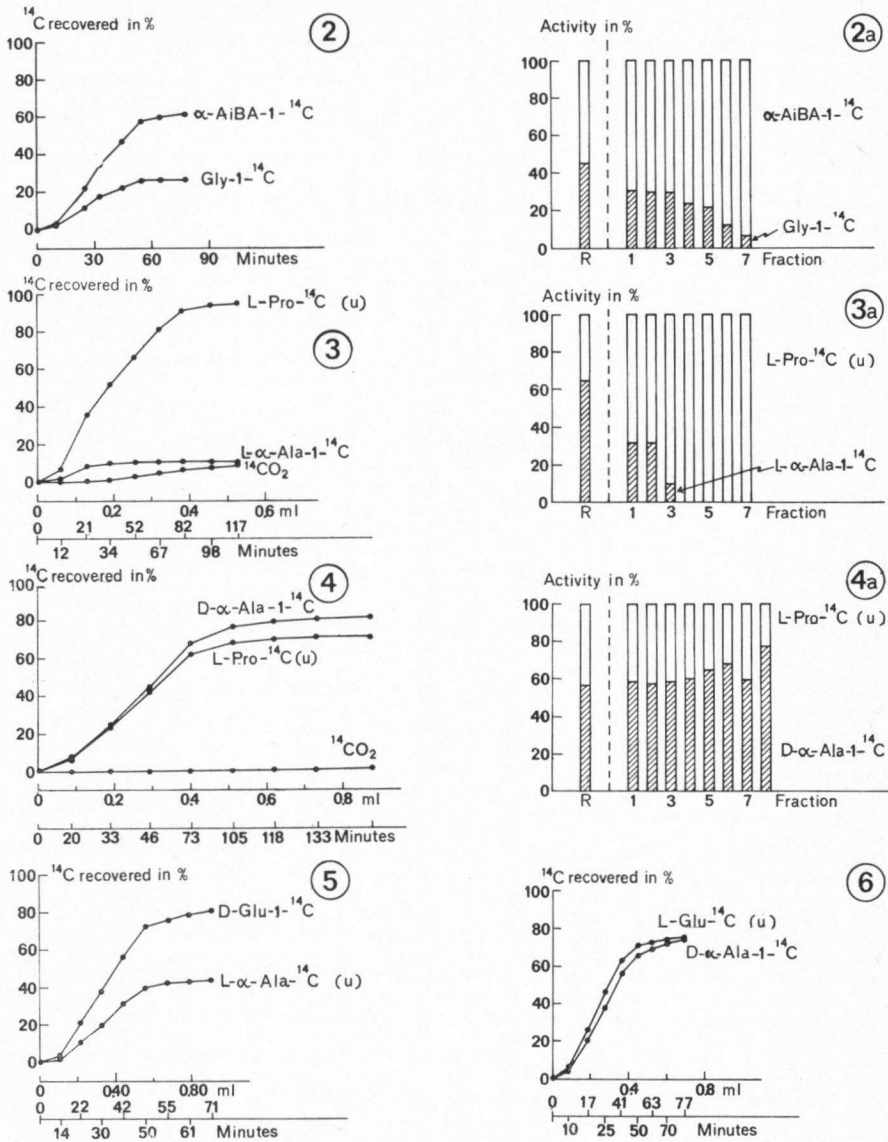 ¹⁴C recovered in %
2
100
80
60
40
20
0
α-AiBA-1-¹⁴C
Gly-1-¹⁴C
0 30 60 90 Minutes
Activity in %
2a
100
80
60
40
20
0
α-AiBA-1-¹⁴C
Gly-1-¹⁴C
R 1 3 5 7 Fraction
¹⁴C recovered in %
3
100
80
60
40
20
0
L-Pro-¹⁴C (u)
L-α-Ala-1-¹⁴C
¹⁴CO₂
0 0,2 0,4 0,6 ml
0 21 52 82 117
12 34 67 98 Minutes
Activity in %
3a
100
80
60
40
20
0
L-Pro-¹⁴C (u)
L-α-Ala-1-¹⁴C
R 1 3 5 7 Fraction
¹⁴C recovered in %
4
100
80
60
40
20
0
D-α-Ala-1-¹⁴C
L-Pro-¹⁴C (u)
¹⁴CO₂
0 0,2 0,4 0,6 0,8 ml
0 20 33 46 73 105 118 133 Minutes
Activity in %
4a
100
80
60
40
20
0
L-Pro-¹⁴C (u)
D-α-Ala-1-¹⁴C
R 1 3 5 7 Fraction
¹⁴C recovered in %
5
100
80
60
40
20
0
D-Glu-1-¹⁴C
L-α-Ala-¹⁴C (u)
0 0,40 0,80 ml
0 22 42 55 71
14 30 50 61 Minutes
¹⁴C recovered in %
6
100
80
60
40
20
0
L-Glu-¹⁴C (u)
D-α-Ala-1-¹⁴C
0 0,4 0,8 ml
0 17 41 63 77
10 25 50 70 Minutes